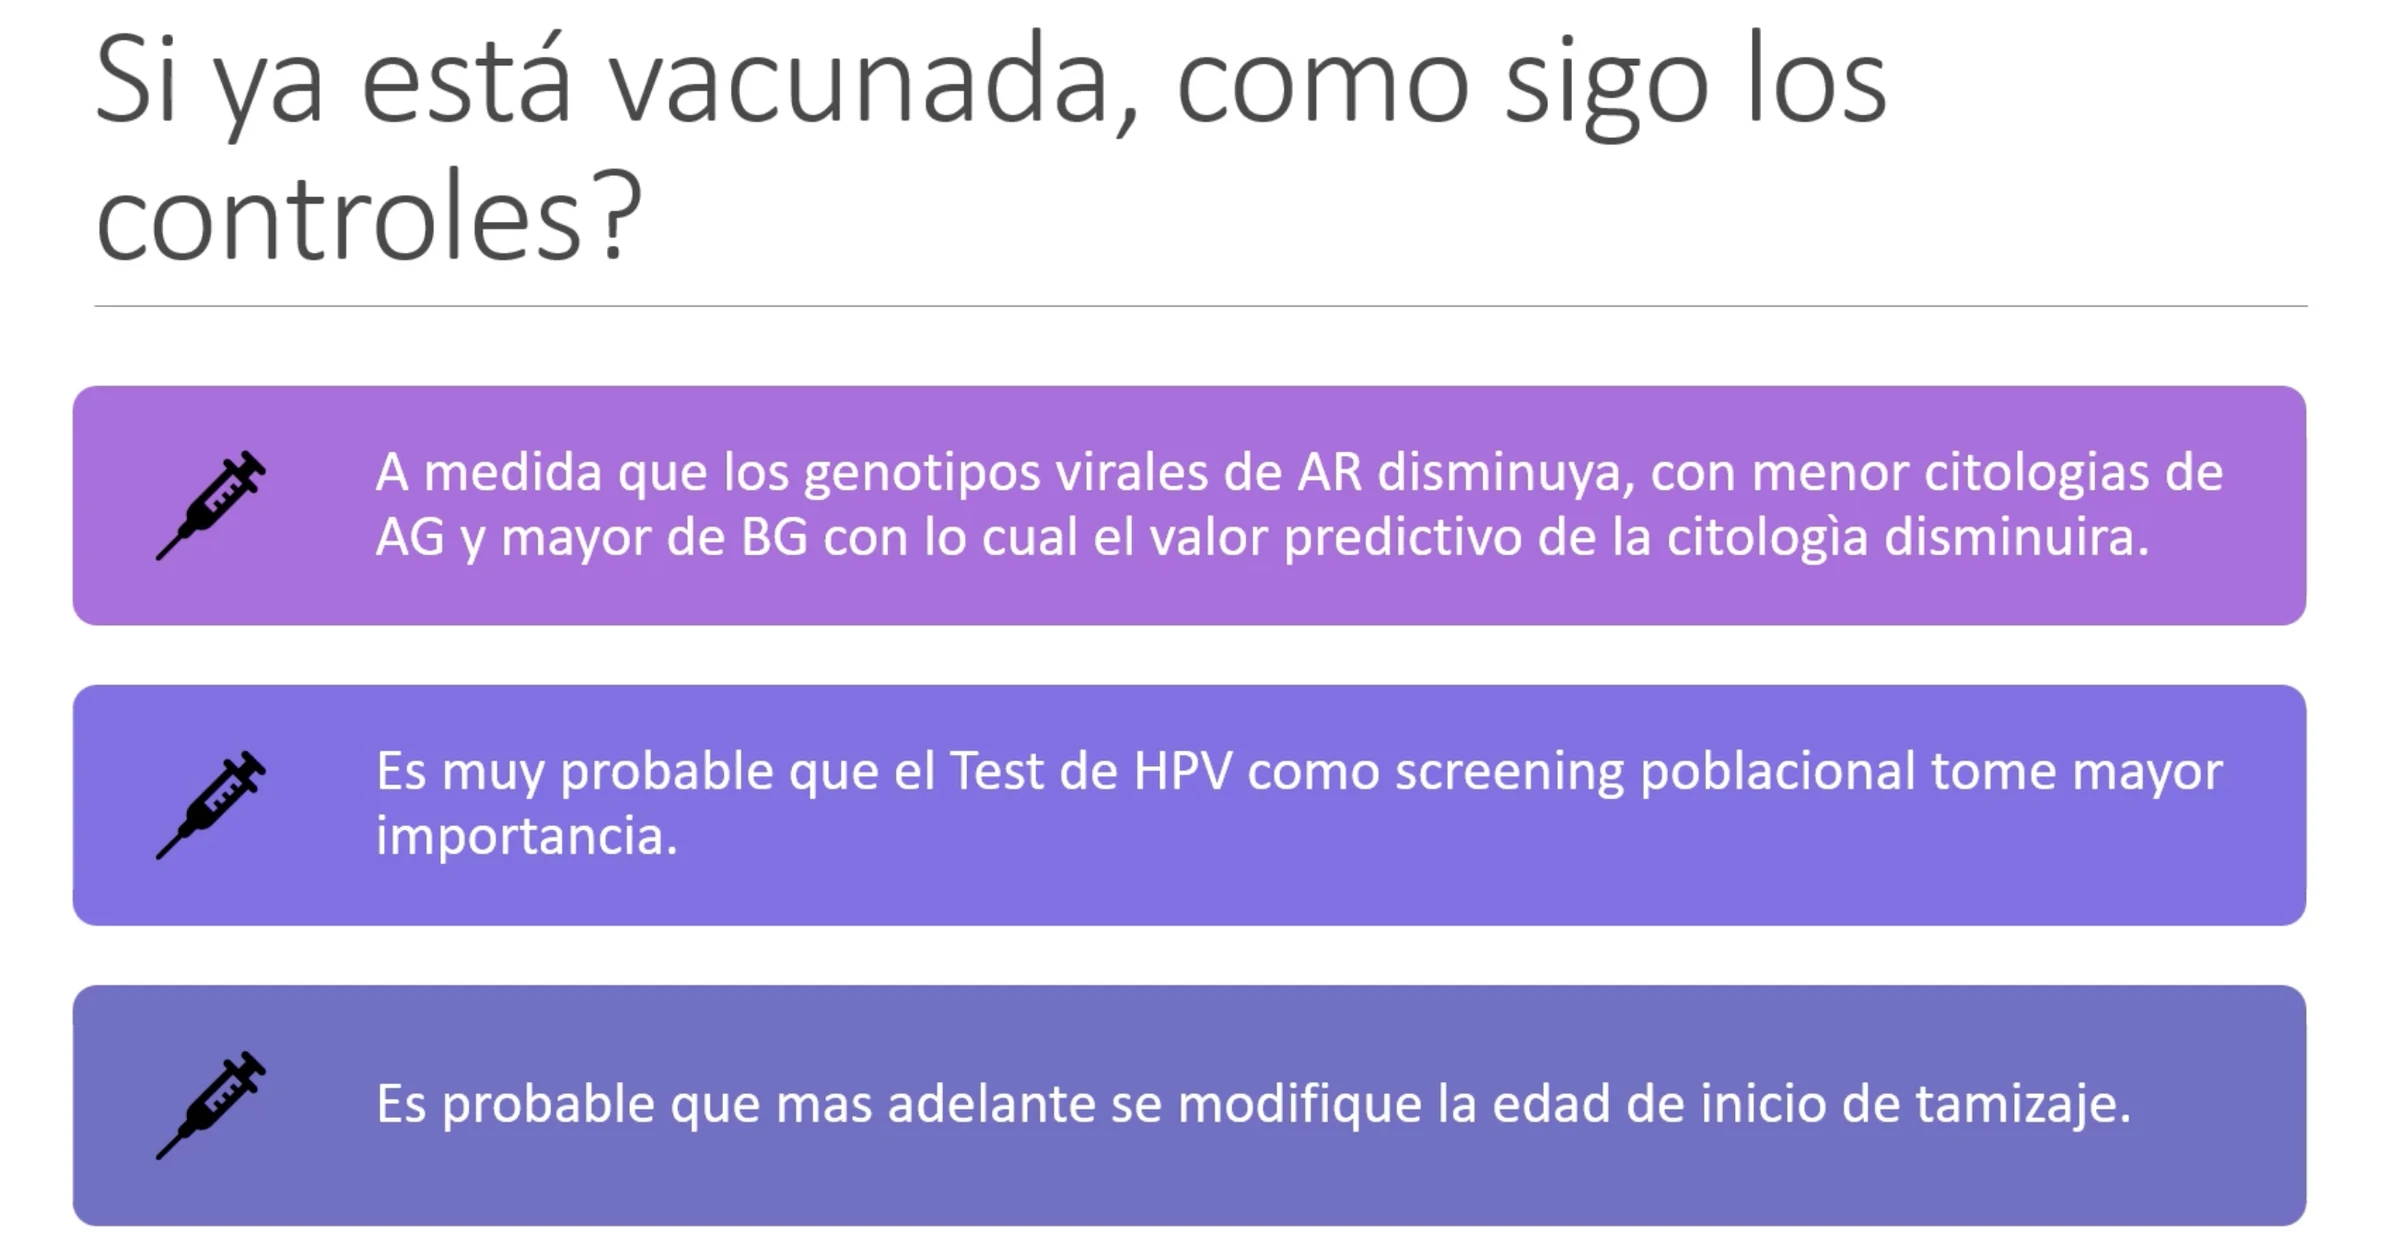 Si ya está vacunada, como sigo los
controles?
A medida que los genotipos virales de AR disminuya, con menor citologias de
AG y mayor de BG con lo cual el valor predictivo de la citologìa disminuira.
Es muy probable que el Test de HPV como screening poblacional tome mayor
importancia.
Es probable que mas adelante se modifique la edad de inicio de tamizaje.